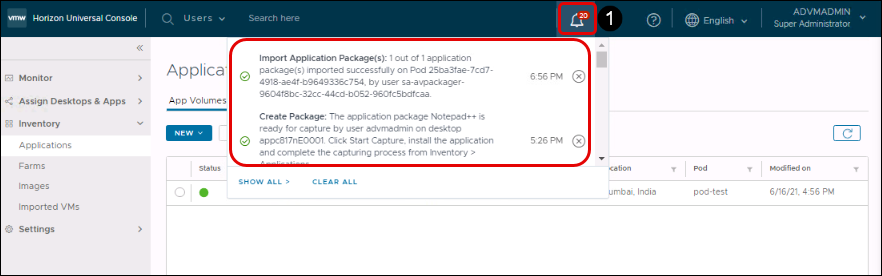 vmw Horizon Universal Console Users Search here 20 1 English ADVMADMIN
Super Administrator
«
Monitor
Assign Desktops & Apps
Inventory
Applications
Farms
Images
Imported VMs
Settings
Applicat
App Volumes
NEW
Import Application Package(s): 1 out of 1 application
package(s) imported successfully on Pod 25ba3fae-7cd7-
4918-ae4f-b9649336c754, by user sa-avpackager-
9604f8bc-32cc-44cd-b052-960fc5bdfcaa.
6:56 PM
Create Package: The application package Notepad++ is
ready for capture by user advmadmin on desktop
appc817nE0001. Click Start Capture, install the application
and complete the capturing process from Inventory >
Applications
5:26 PM
SHOW ALL > CLEAR ALL
Status ocation Pod Modified on
umbai, India pod-test 6/16/21, 4:56 PM